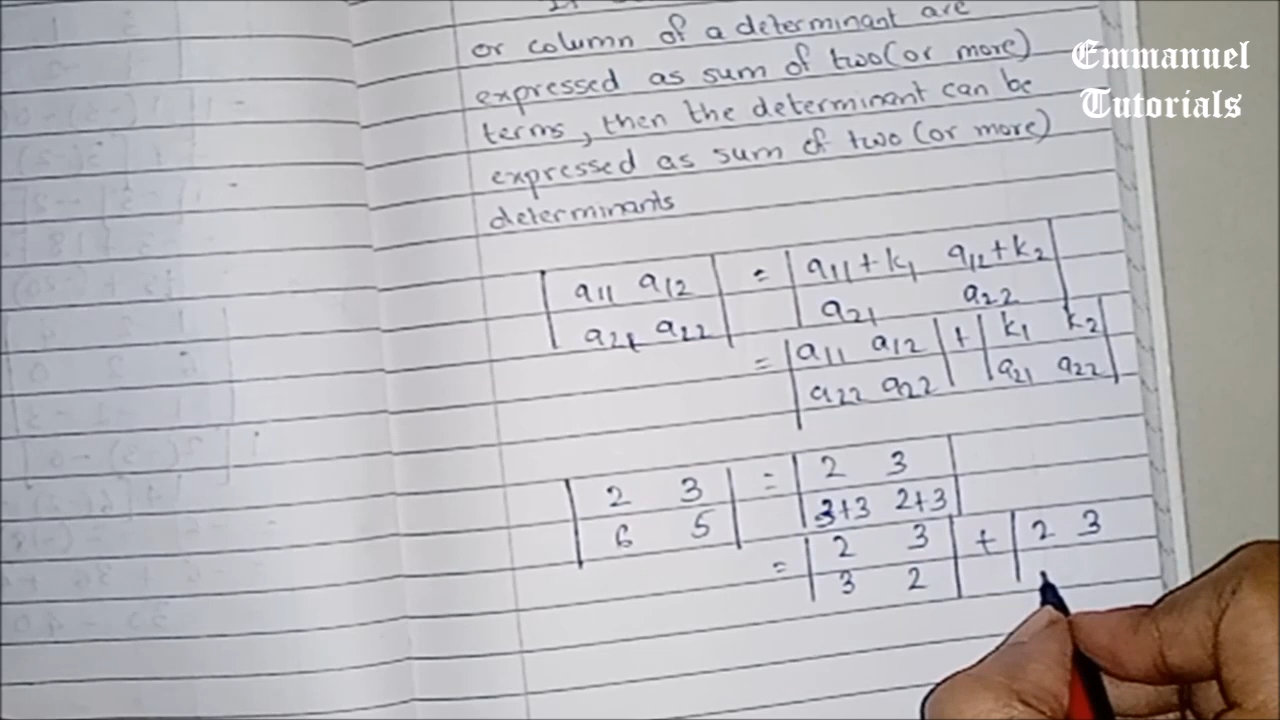 or column of a determinant are
expressed as sum of two (or more)
terms, then the determinant can be
expressed as sum of two (or more)
determinants
| a11 a12 | = | a11 + k1 a12 + k2 |
| a21 a22 | | a21 a22 |
= | a11 a12 | + | k1 k2 |
| a22 a22 | | a21 a22 |
| 2 3 | = | 2 3 |
| 6 5 | | 3+3 2+3 |
= | 2 3 | + | 2 3
| 3 2 |
Emmanuel
Tutorials